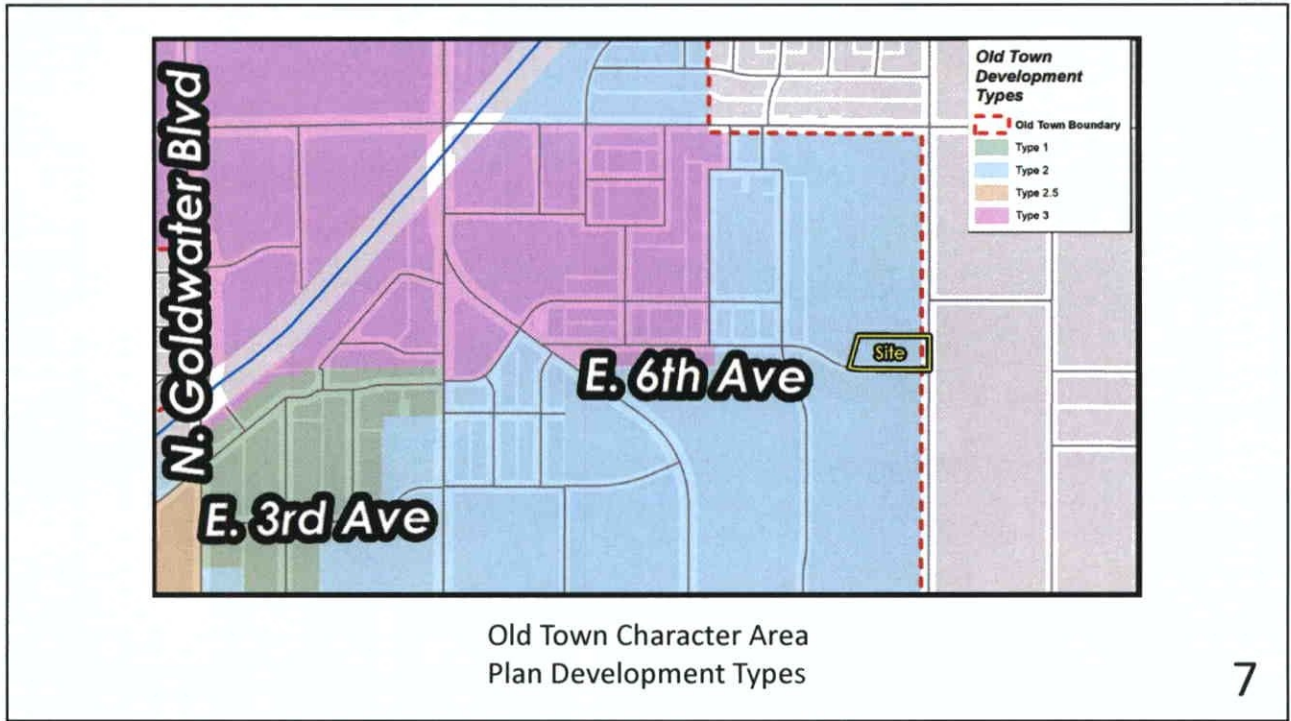 N. Goldwater Blvd
Old Town
Development
Types
Old Town Boundary
Type 1
Type 2
Type 2.5
Type 3
Site
E. 6th Ave
E. 3rd Ave
Old Town Character Area
Plan Development Types
7